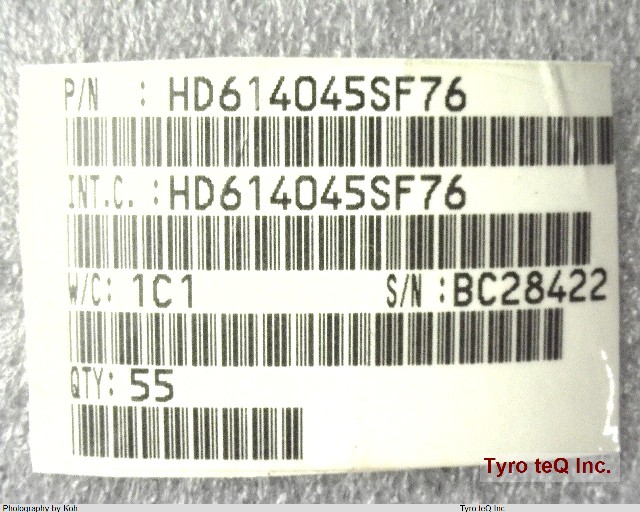 P/N : HD614045SF76
INT.C. : HD614045SF76
W/C: 1C1 S/N : BC28422
QTY: 55
Tyro teQ Inc.
Photography by Koh Tyro teQ Inc